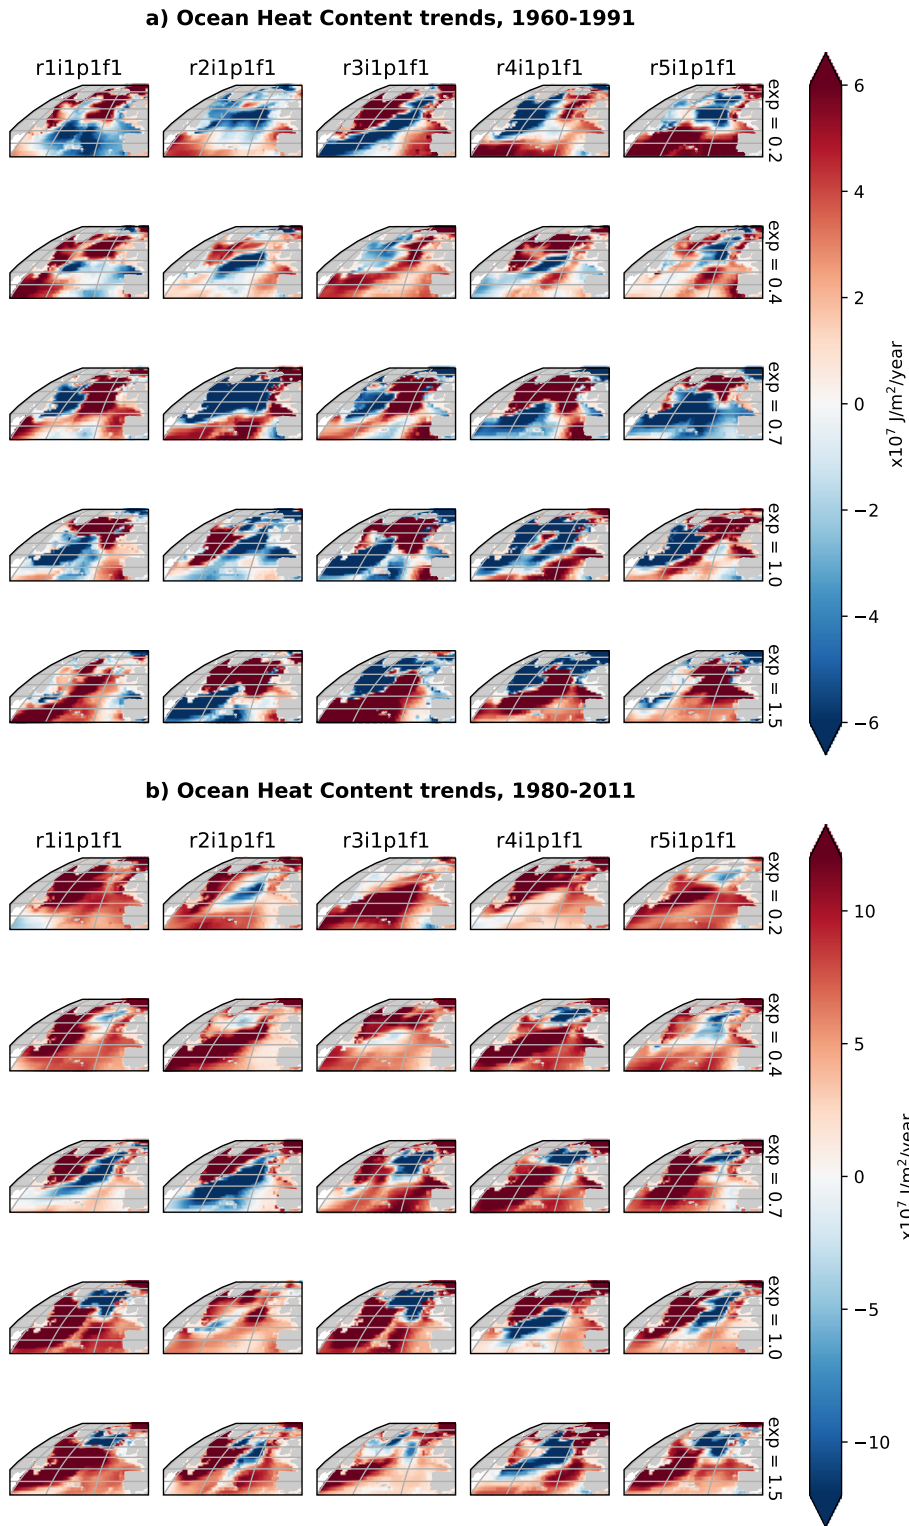 a) Ocean Heat Content trends, 1960-1991
r1i1p1f1 r2i1p1f1 r3i1p1f1 r4i1p1f1 r5i1p1f1
exp = 0.2
exp = 0.4
exp = 0.7
exp = 1.0
exp = 1.5
6
4
2
0
−2
−4
−6
x10⁷ J/m²/year
b) Ocean Heat Content trends, 1980-2011
r1i1p1f1 r2i1p1f1 r3i1p1f1 r4i1p1f1 r5i1p1f1
exp = 0.2
exp = 0.4
exp = 0.7
exp = 1.0
exp = 1.5
10
5
0
−5
−10
x10⁷ J/m²/year